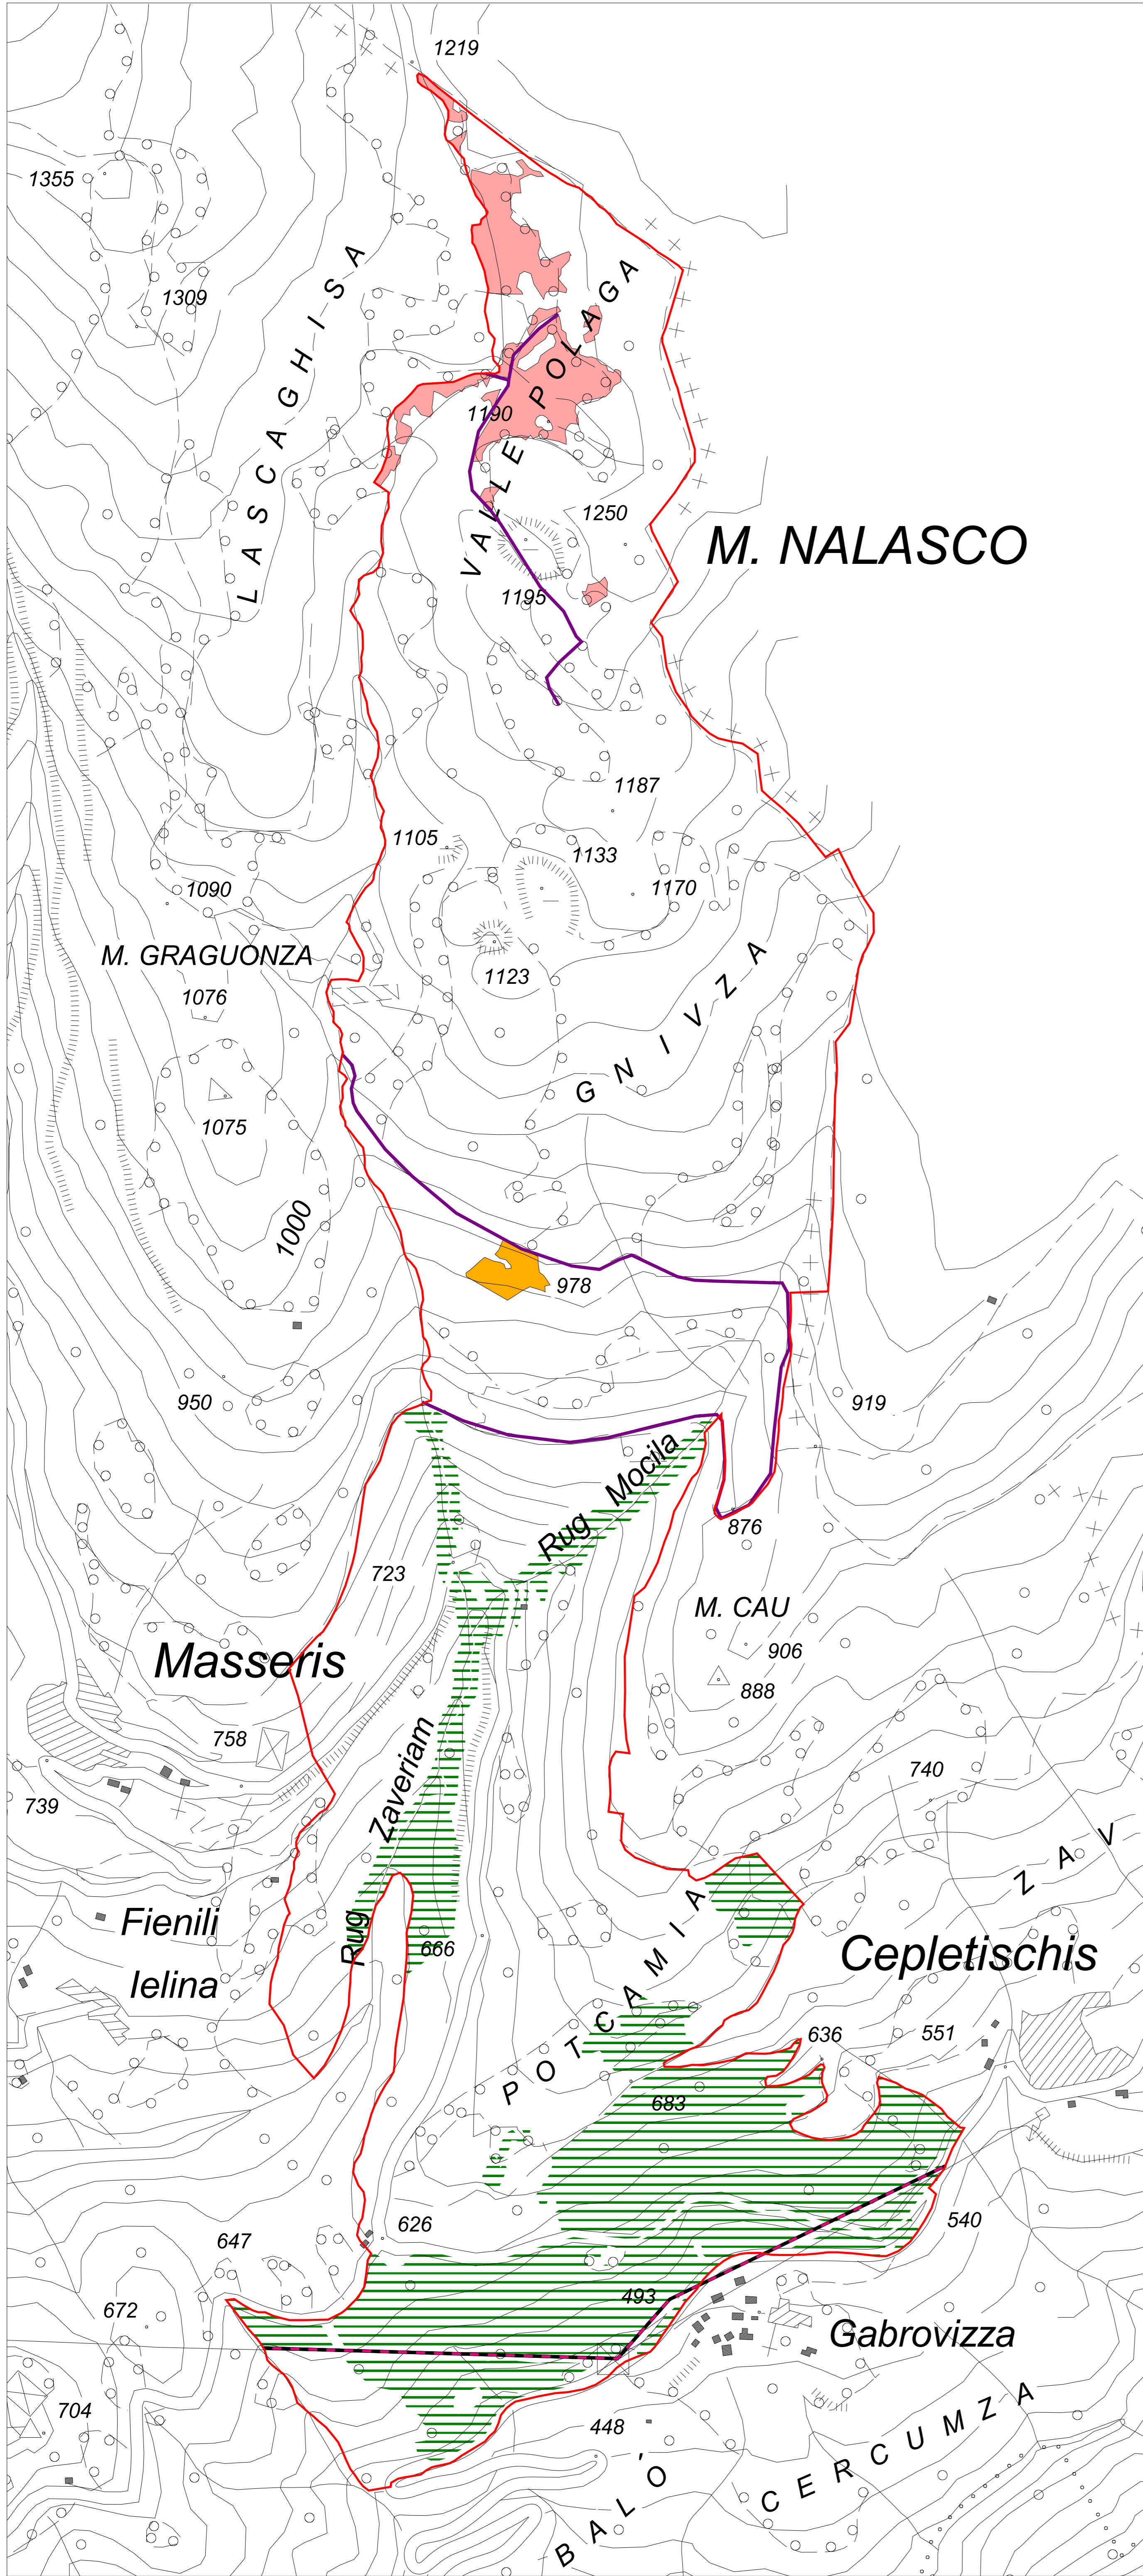 1219
1355
1309
LASCAGHISA
VALLE POLAGA
1190
1250
M. NALASCO
1195
1187
1105
1133
1170
1090
M. GRAGUONZA
1123
1076
GNIVZA
1075
1000
978
950
919
Rug Mocila
876
723
M. CAU
906
Masseris
888
758
740
739
Rug Zaveriam
ZAV
POTCAMIA
Fienili
Ielina
666
Cepletischis
636
551
683
626
540
647
493
672
Gabrovizza
704
448
BALO'
CERCUMZA